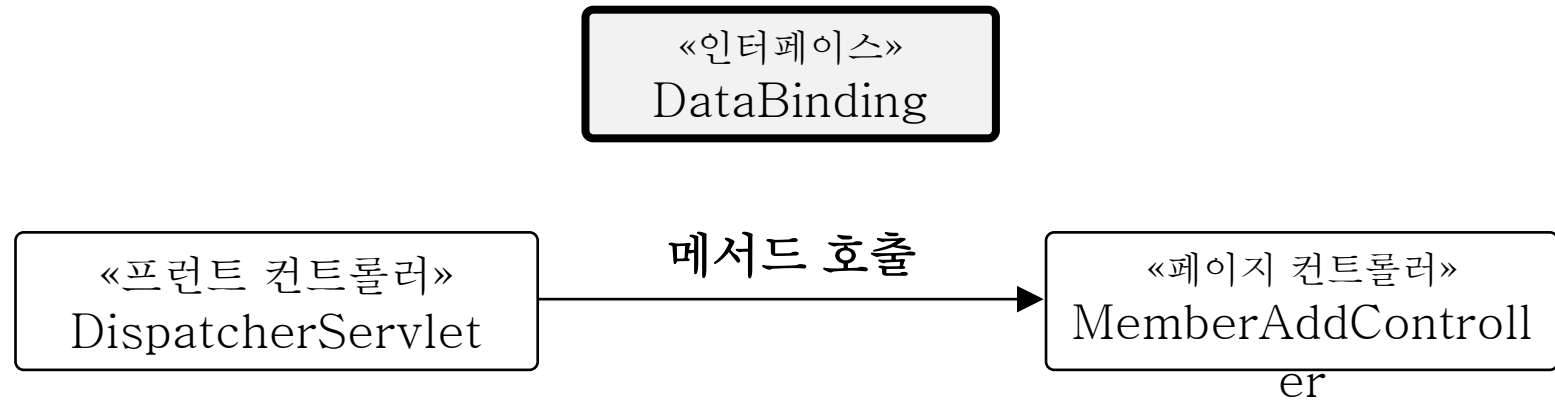 «인터페이스»
DataBinding
메서드 호출
«프런트 컨트롤러»
DispatcherServlet
«페이지 컨트롤러»
MemberAddControll
er